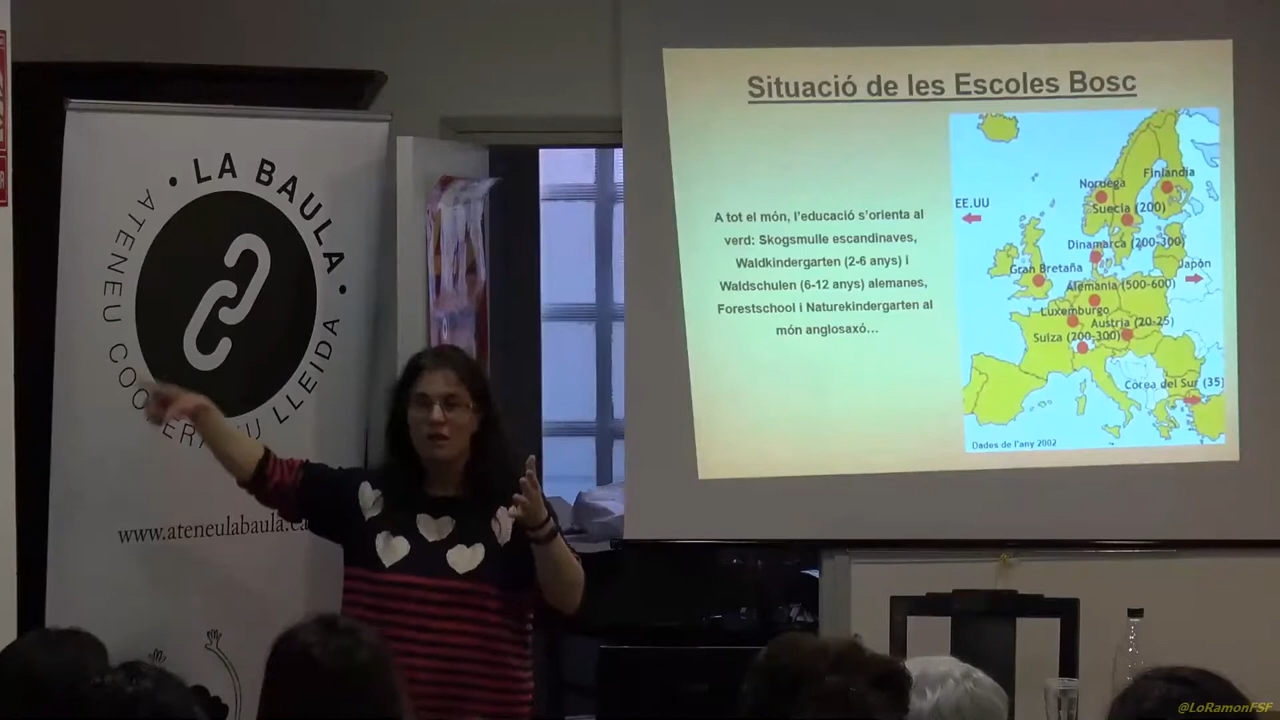 • LA BAULA •
ATENEU COOPERATIU LLEIDA
www.ateneulabaula.
Situació de les Escoles Bosc
A tot el món, l'educació s'orienta al
verd: Skogsmulle escandinaves,
Waldkindergarten (2-6 anys) i
Waldschulen (6-12 anys) alemanes,
Forestschool i Naturekindergarten al
món anglosaxó...
Finlandia
Noruega
EE.UU
Suecia (200)
Dinamarca (200-300)
Japòn
Gran Bretaña
Alemania (500-600)
Luxemburgo
Austria (20-25)
Suiza (200-300)
Corea del Sur (35)
Dades de l'any 2002
@LoRamonFSF